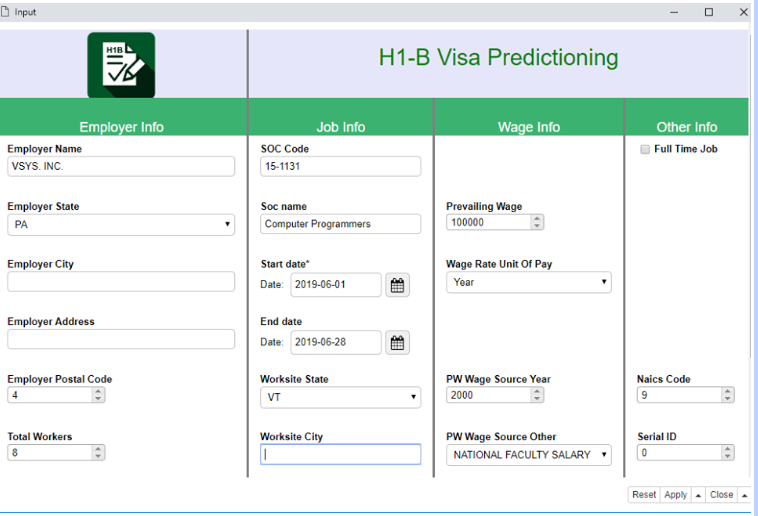 Input
H1B
H1-B Visa Predictioning
Employer Info
Job Info
Wage Info
Other Info
Employer Name
VSYS. INC.
Employer State
PA
Employer City
Employer Address
Employer Postal Code
4
Total Workers
8
SOC Code
15-1131
Soc name
Computer Programmers
Start date*
Date: 2019-06-01
End date
Date: 2019-06-28
Worksite State
VT
Worksite City
Prevailing Wage
100000
Wage Rate Unit Of Pay
Year
PW Wage Source Year
2000
PW Wage Source Other
NATIONAL FACULTY SALARY
Full Time Job
Naics Code
9
Serial ID
0
Reset Apply Close